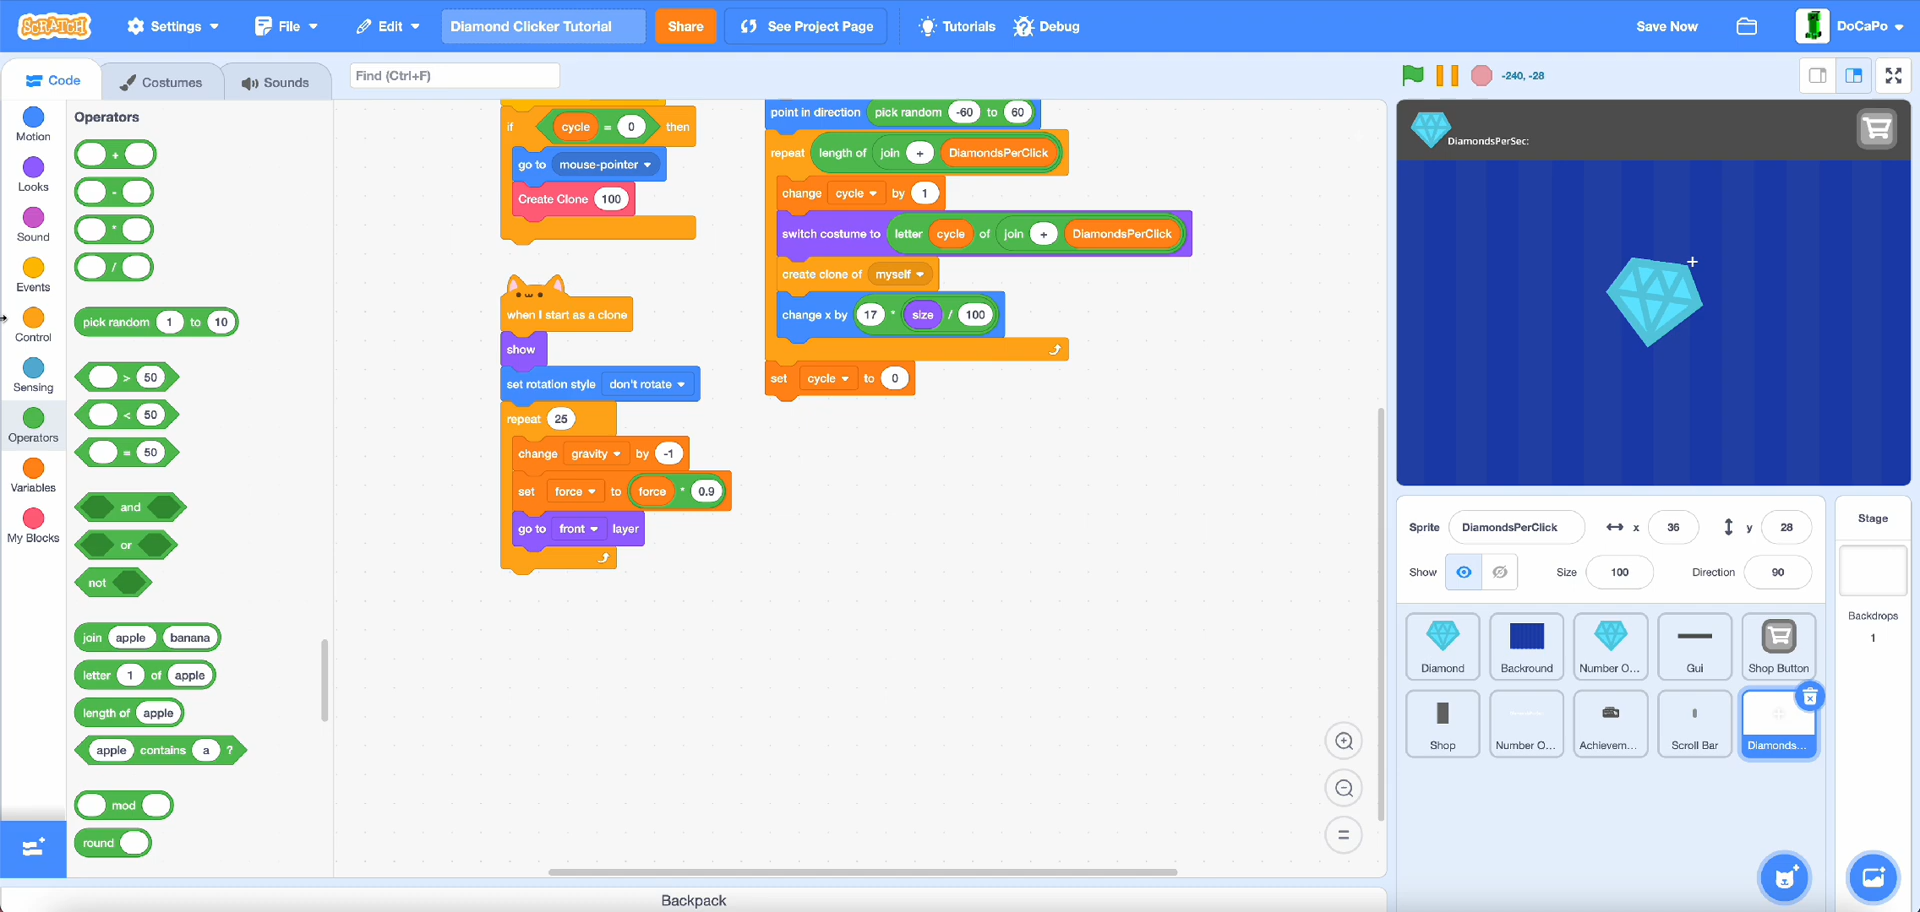 SCRATCH Settings File Edit Diamond Clicker Tutorial Share See Project Page Tutorials Debug Save Now DoCaPo
Code Costumes Sounds Find (Ctrl+F) -240, -28
Motion
Looks
Sound
Events
Control
Sensing
Operators
Variables
My Blocks
Operators
+
-
*
/
pick random 1 to 10
> 50
< 50
= 50
and
or
not
join apple banana
letter 1 of apple
length of apple
apple contains a ?
mod
round
if cycle = 0 then
go to mouse-pointer
Create Clone 100
when I start as a clone
show
set rotation style don't rotate
repeat 25
change gravity by -1
set force to force * 0.9
go to front layer
point in direction pick random -60 to 60
repeat length of join + DiamondsPerClick
change cycle by 1
switch costume to letter cycle of join + DiamondsPerClick
create clone of myself
change x by 17 * size / 100
set cycle to 0
=
Backpack
DiamondsPerSec:
+
Sprite DiamondsPerClick x 36 y 28
Show Size 100 Direction 90
Diamond Backround Number O... Gui Shop Button
Shop Number O... Achievem... Scroll Bar Diamonds...
Stage
Backdrops
1